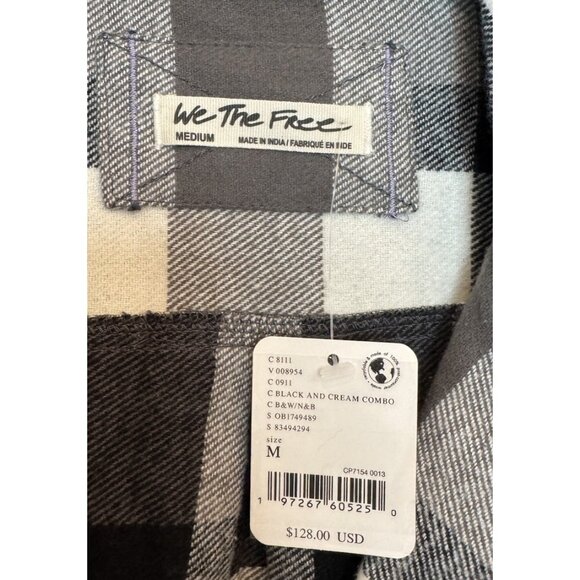 We The Free
MEDIUM
MADE IN INDIA / FABRIQUÉ EN INDE
C 8111
V 008954
C 0911
C BLACK AND CREAM COMBO
C B&W/N&B
S OB1749489
S 83494294
size
M
CP7154 0013
1 97267 60525 0
$128.00 USD